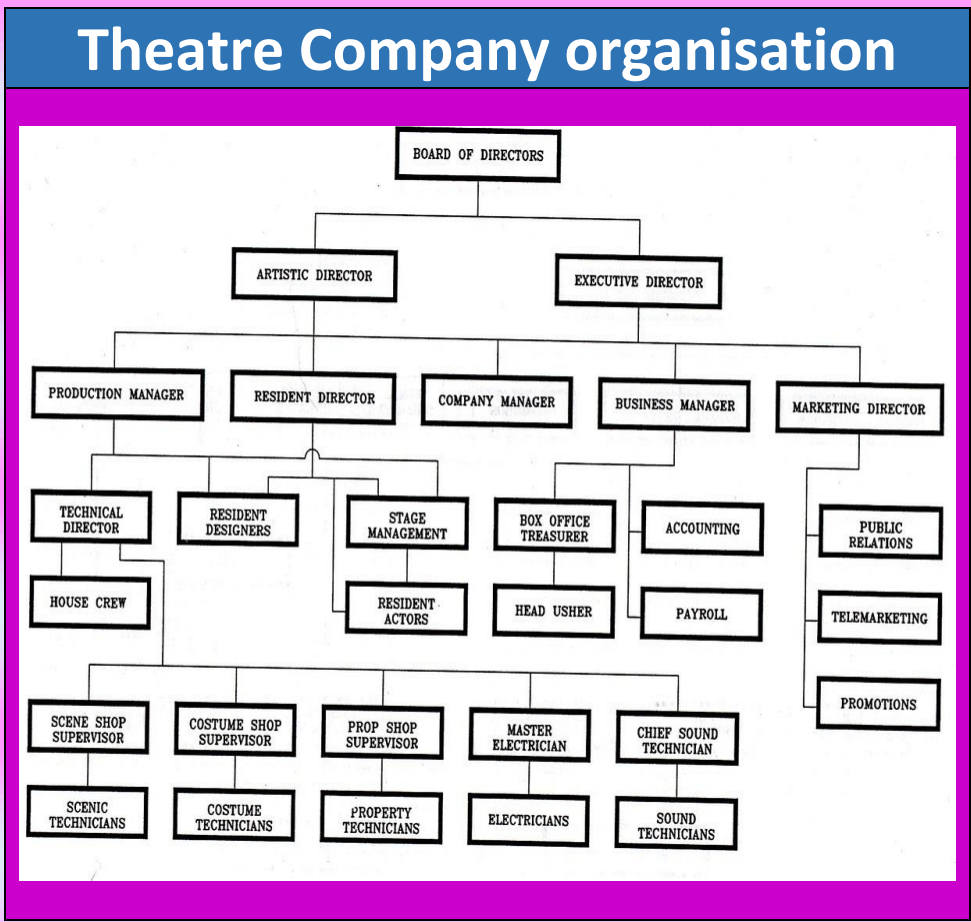 Theatre Company organisation
BOARD OF DIRECTORS
ARTISTIC DIRECTOR
EXECUTIVE DIRECTOR
PRODUCTION MANAGER
RESIDENT DIRECTOR
COMPANY MANAGER
BUSINESS MANAGER
MARKETING DIRECTOR
TECHNICAL
DIRECTOR
RESIDENT
DESIGNERS
STAGE
MANAGEMENT
BOX OFFICE
TREASURER
ACCOUNTING
PUBLIC
RELATIONS
HOUSE CREW
RESIDENT
ACTORS
HEAD USHER
PAYROLL
TELEMARKETING
PROMOTIONS
SCENE SHOP
SUPERVISOR
COSTUME SHOP
SUPERVISOR
PROP SHOP
SUPERVISOR
MASTER
ELECTRICIAN
CHIEF SOUND
TECHNICIAN
SCENIC
TECHNICIANS
COSTUME
TECHNICIANS
PROPERTY
TECHNICIANS
ELECTRICIANS
SOUND
TECHNICIANS